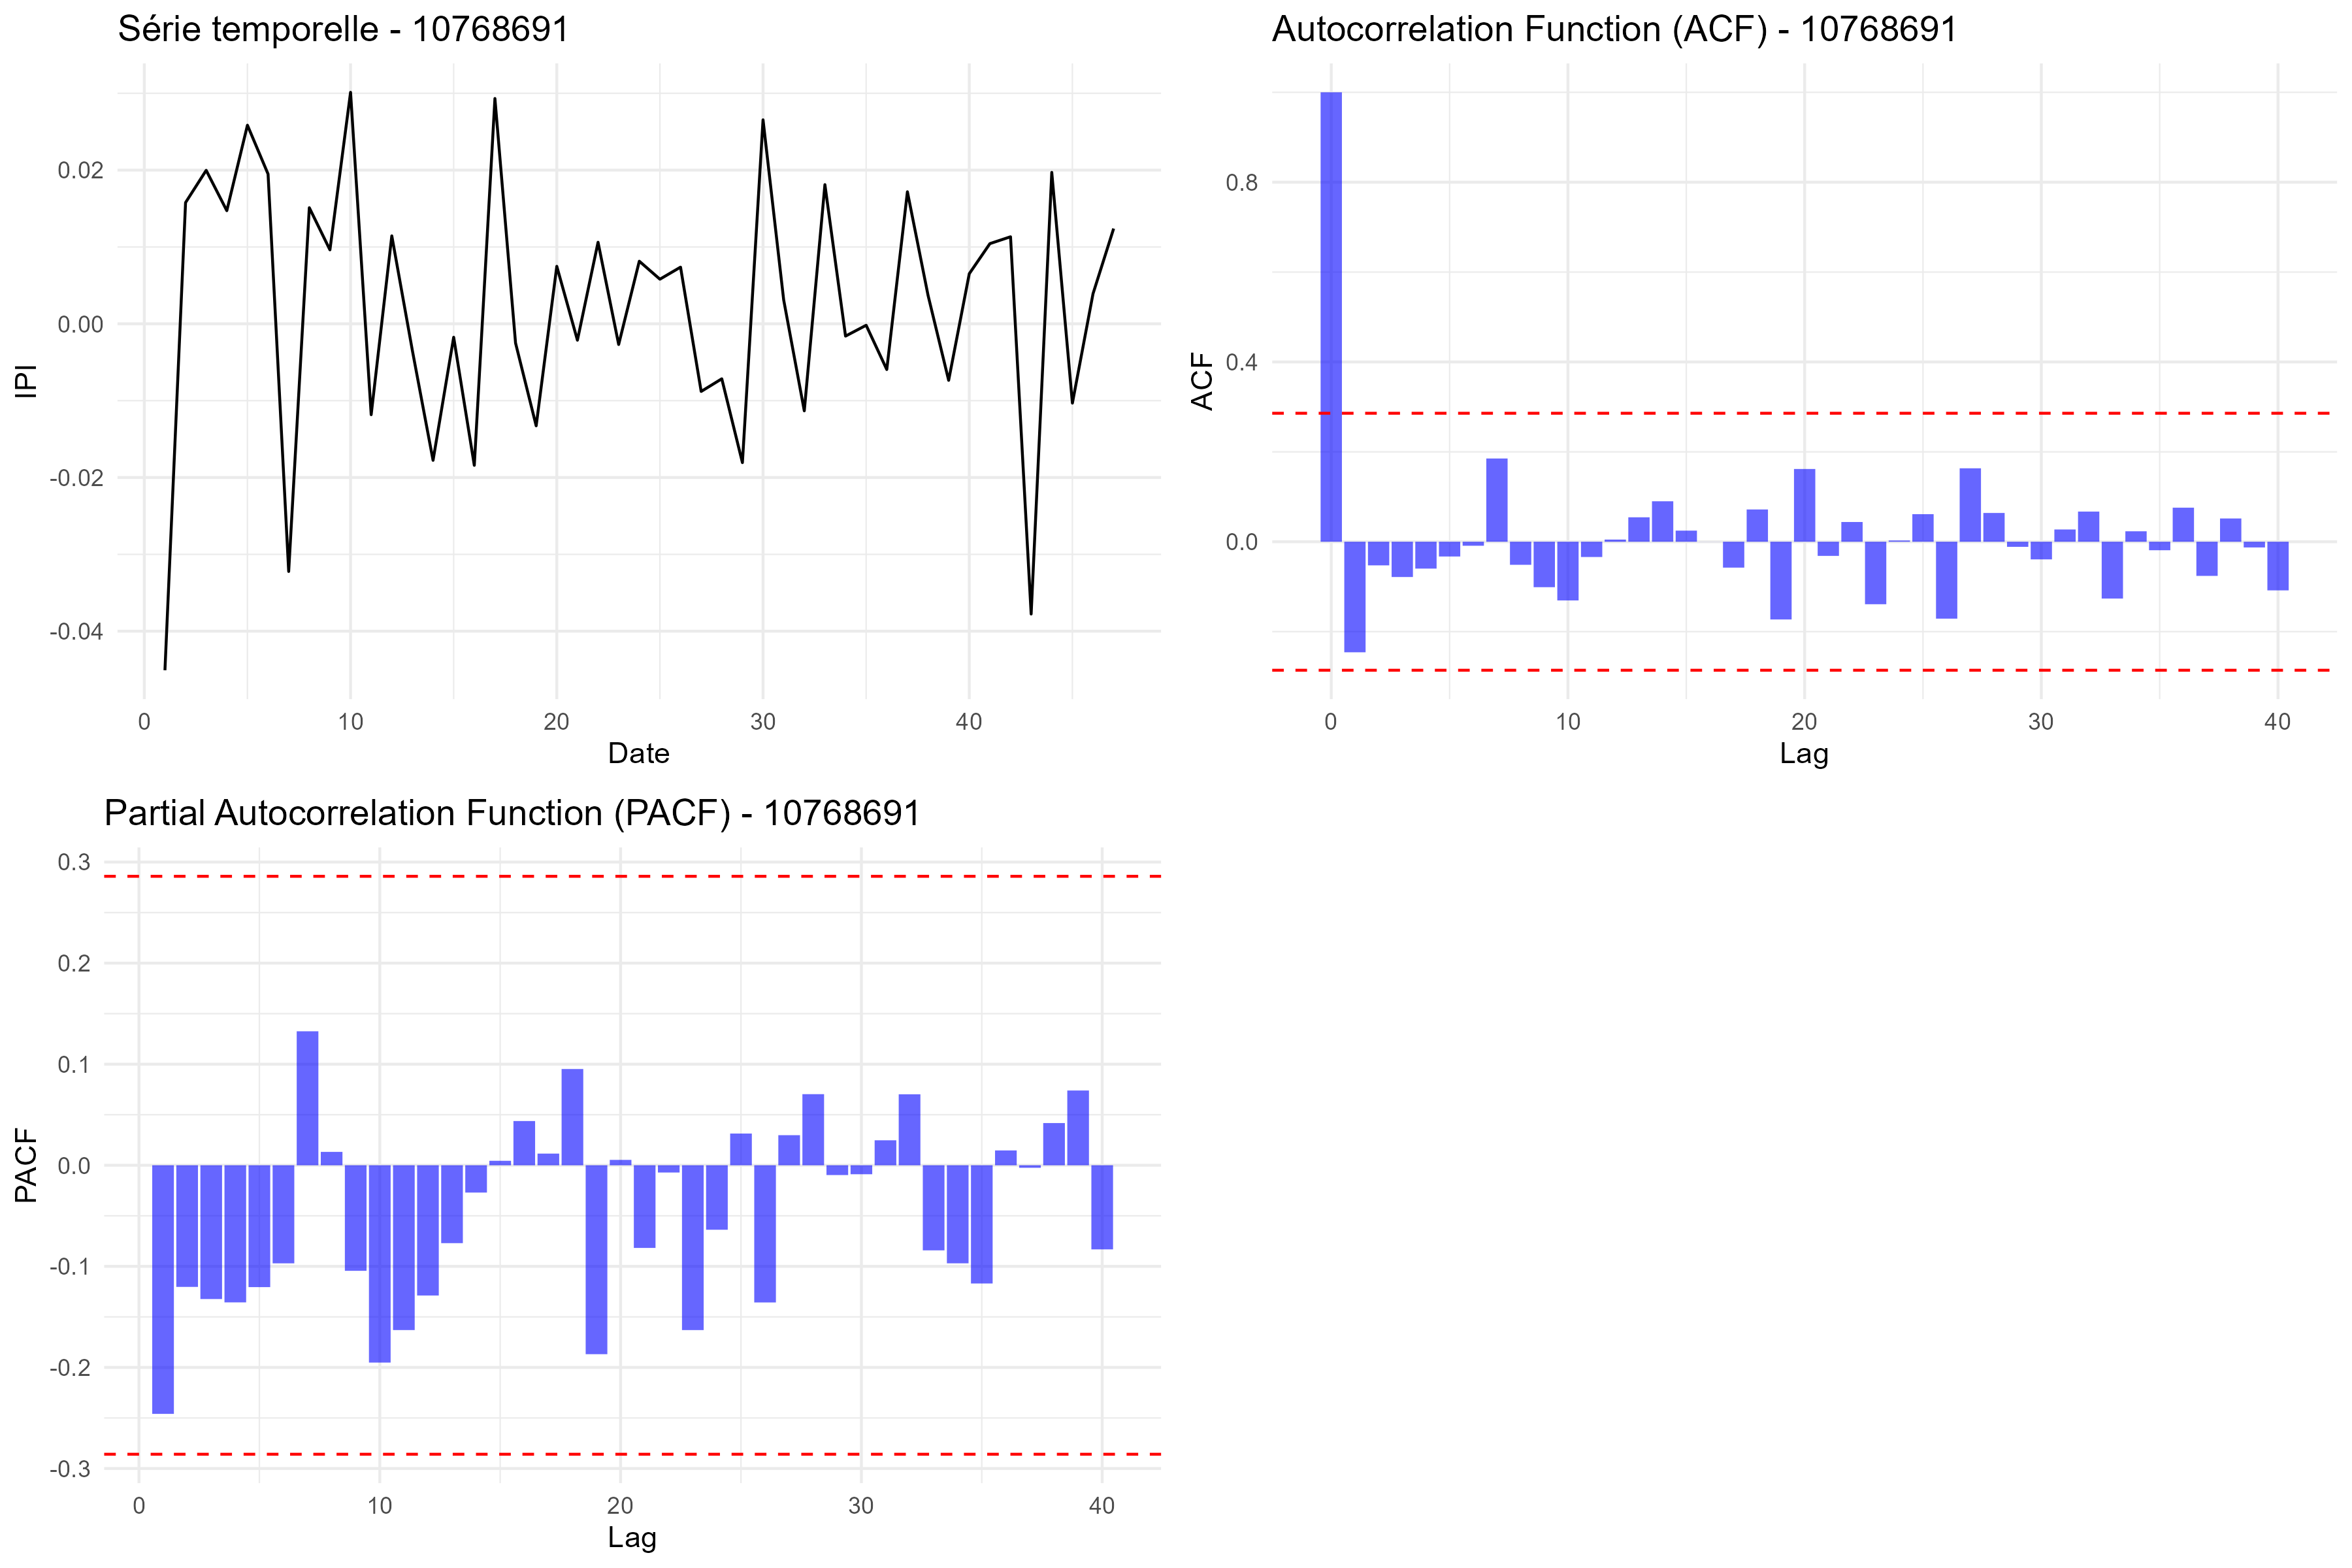 Série temporelle - 10768691
IPI
0.02
0.00
-0.02
-0.04
0 10 20 30 40
Date
Autocorrelation Function (ACF) - 10768691
ACF
0.8
0.4
0.0
0 10 20 30 40
Lag
Partial Autocorrelation Function (PACF) - 10768691
PACF
0.3
0.2
0.1
0.0
-0.1
-0.2
-0.3
0 10 20 30 40
Lag